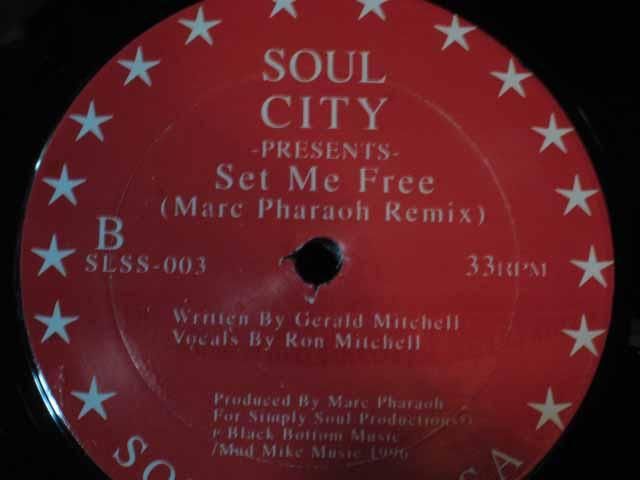 SOUL
CITY
-PRESENTS-
Set Me Free
(Marc Pharaoh Remix)
B
SLSS-003
33RPM
Written By Gerald Mitchell
Vocals By Ron Mitchell
Produced By Marc Pharaoh
For Simply Soul Productions
Black Bottom Music
/Mad Mike Music 1996